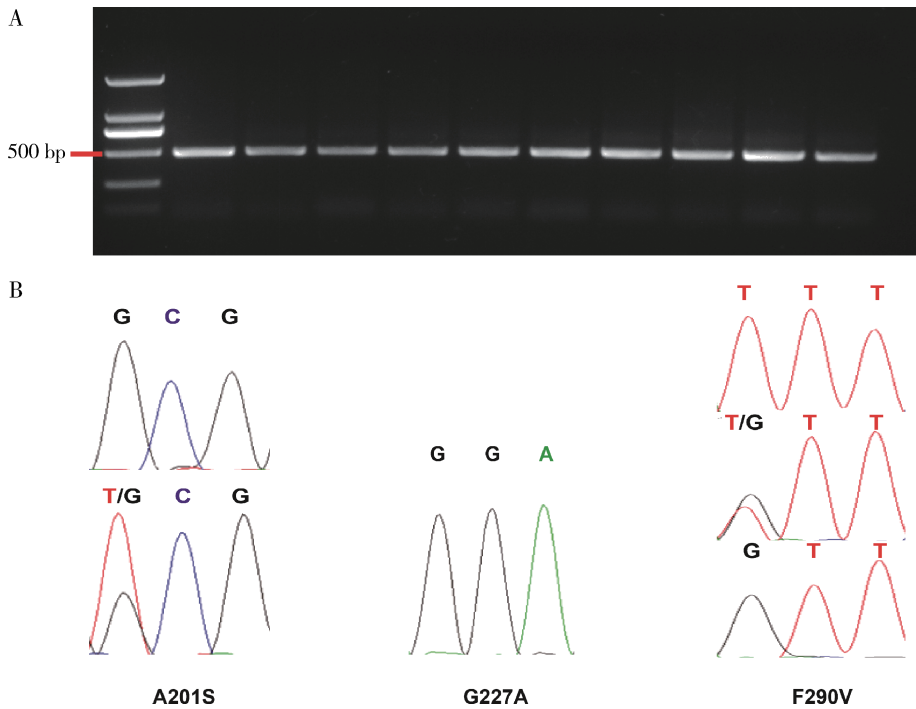 A
500 bp
B
G C G
T/G C G
A201S
G G A
G227A
T T T
T/G T T
G T T
F290V